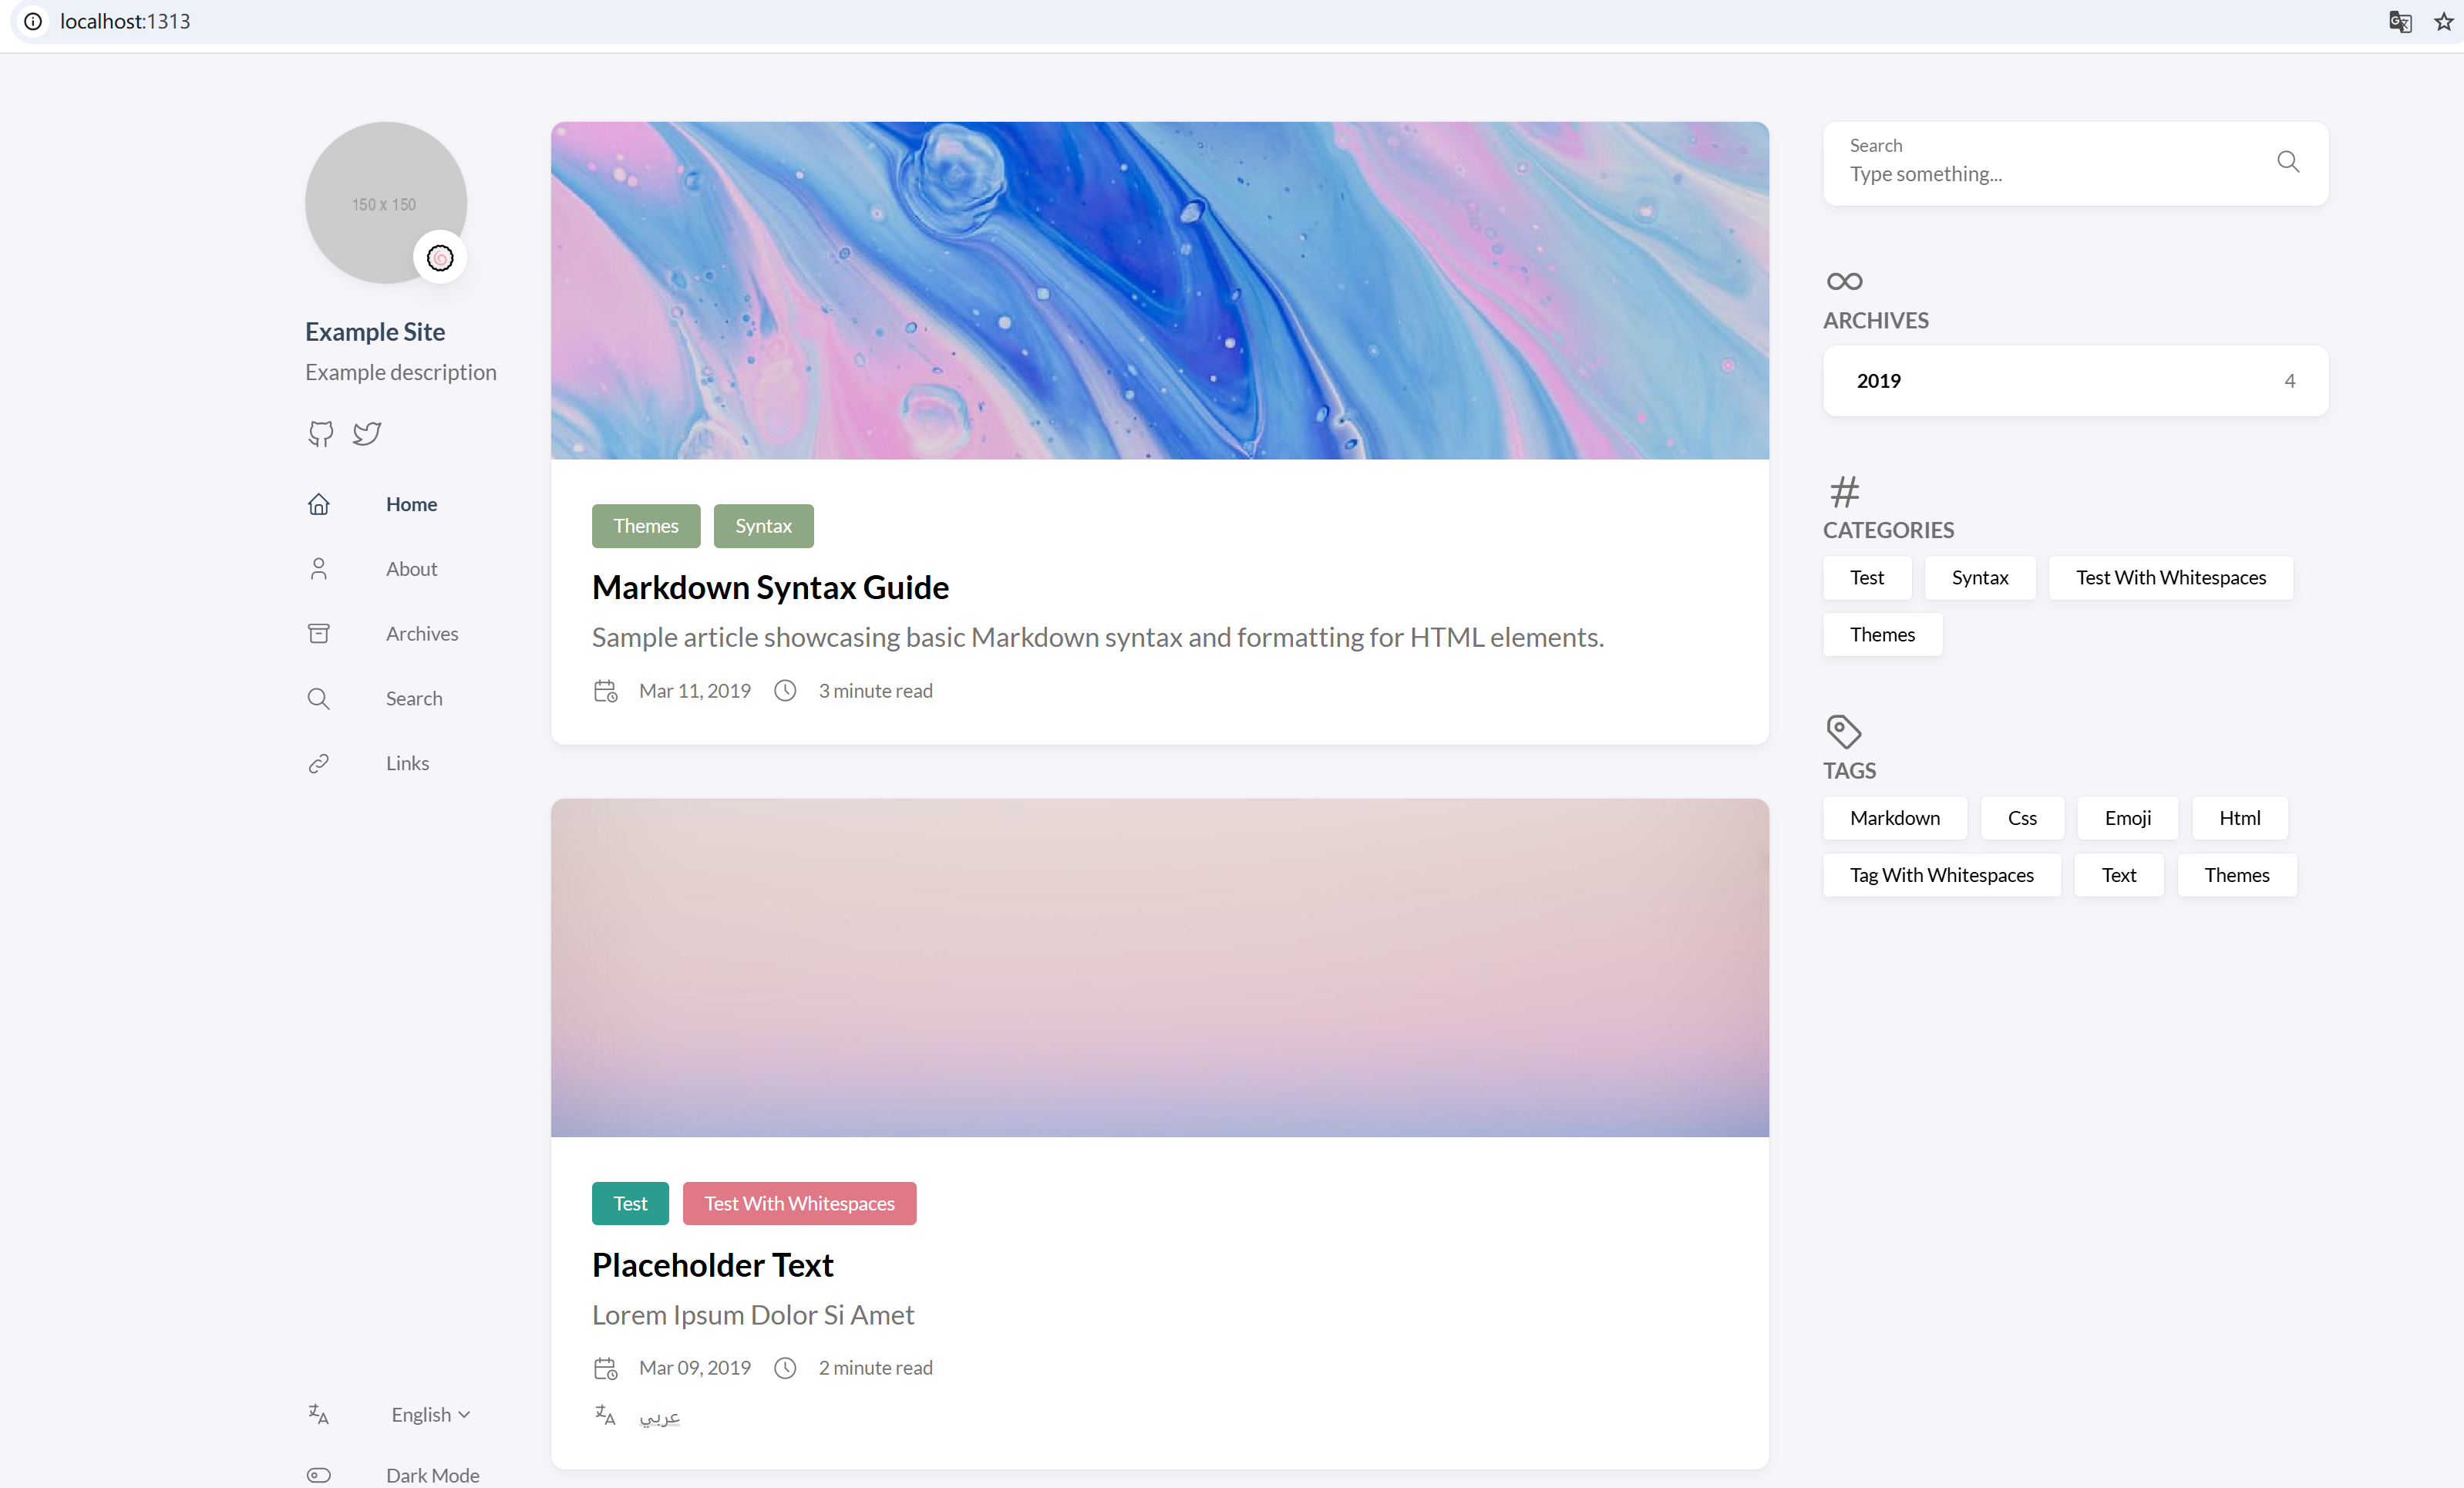 localhost:1313
150 x 150
Example Site
Example description
Home
About
Archives
Search
Links
English
Dark Mode
Themes Syntax
Markdown Syntax Guide
Sample article showcasing basic Markdown syntax and formatting for HTML elements.
Mar 11, 2019 3 minute read
Test Test With Whitespaces
Placeholder Text
Lorem Ipsum Dolor Si Amet
Mar 09, 2019 2 minute read
عربي
Search
Type something...
ARCHIVES
2019 4
CATEGORIES
Test Syntax Test With Whitespaces
Themes
TAGS
Markdown Css Emoji Html
Tag With Whitespaces Text Themes